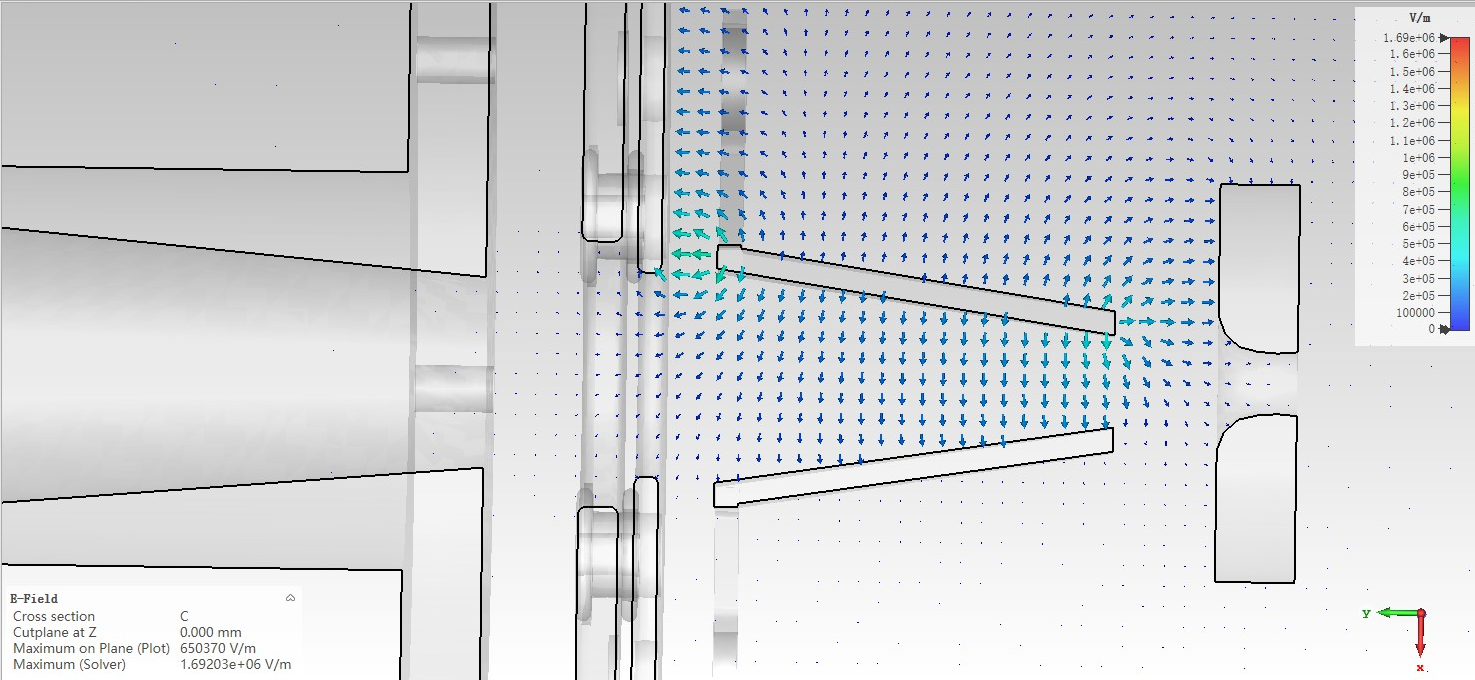 V/m
1.69e+06
1.6e+06
1.5e+06
1.4e+06
1.3e+06
1.2e+06
1.1e+06
1e+06
9e+05
8e+05
7e+05
6e+05
5e+05
4e+05
3e+05
2e+05
100000
0
E-Field
Cross section C
Cutplane at Z 0.000 mm
Maximum on Plane (Plot) 650370 V/m
Maximum (Solver) 1.69203e+06 V/m
Y
x